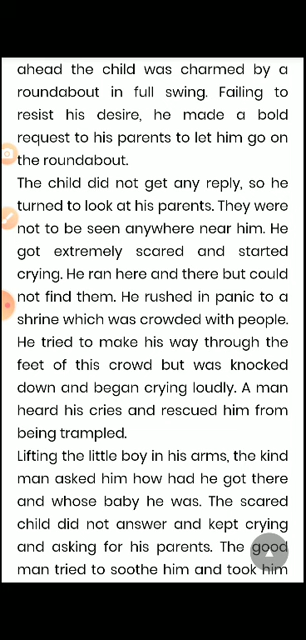 ahead the child was charmed by a
roundabout in full swing. Failing to
resist his desire, he made a bold
request to his parents to let him go on
the roundabout.
The child did not get any reply, so he
turned to look at his parents. They were
not to be seen anywhere near him. He
got extremely scared and started
crying. He ran here and there but could
not find them. He rushed in panic to a
shrine which was crowded with people.
He tried to make his way through the
feet of this crowd but was knocked
down and began crying loudly. A man
heard his cries and rescued him from
being trampled.
Lifting the little boy in his arms, the kind
man asked him how had he got there
and whose baby he was. The scared
child did not answer and kept crying
and asking for his parents. The good
man tried to soothe him and took him